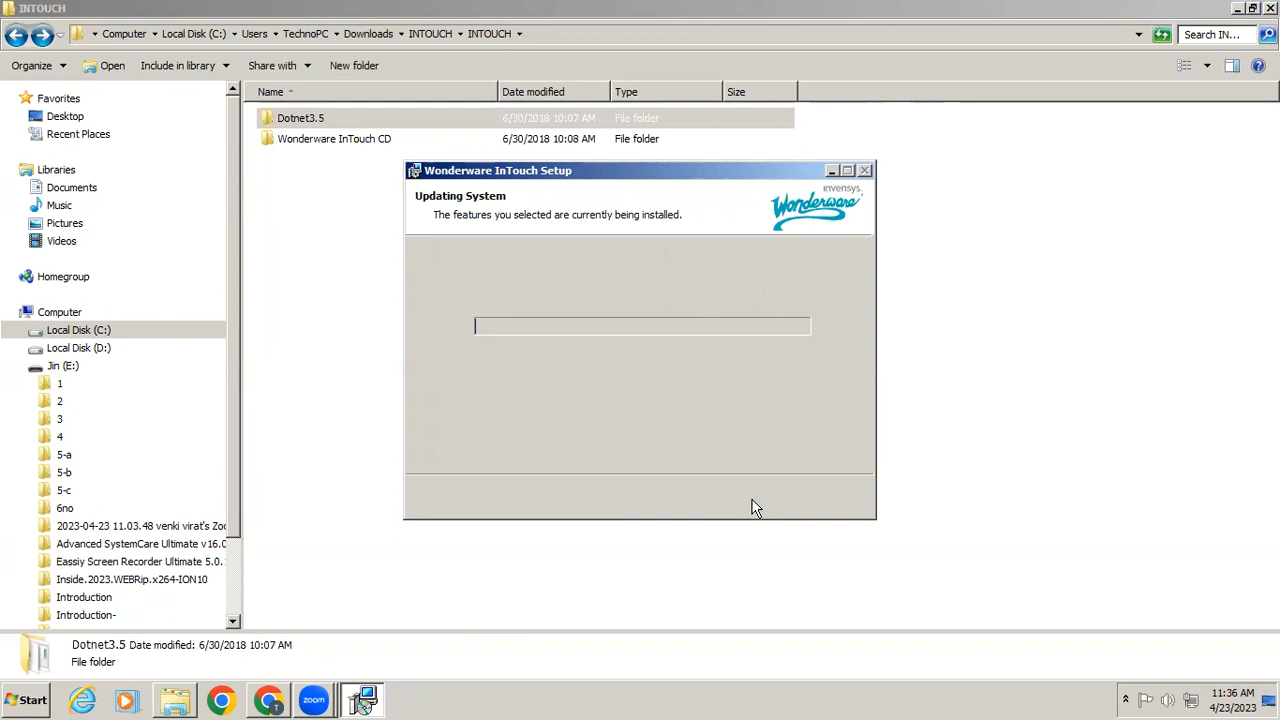 INTOUCH
Computer Local Disk (C:) Users TechnoPC Downloads INTOUCH INTOUCH
Search IN...
Organize Open Include in library Share with New folder
Favorites
Desktop
Recent Places
Libraries
Documents
Music
Pictures
Videos
Homegroup
Computer
Local Disk (C:)
Local Disk (D:)
Jin (E:)
1
2
3
4
5-a
5-b
5-c
6no
2023-04-23 11.03.48 venki virat's Zoo
Advanced SystemCare Ultimate v16.0
Eassiy Screen Recorder Ultimate 5.0.
Inside.2023.WEBRip.x264-ION10
Introduction
Introduction-
Name Date modified Type Size
Dotnet3.5 6/30/2018 10:07 AM File folder
Wonderware InTouch CD 6/30/2018 10:08 AM File folder
Wonderware InTouch Setup
Updating System
The features you selected are currently being installed.
invensys
Wonderware
Dotnet3.5 Date modified: 6/30/2018 10:07 AM
File folder
Start
zoom
T
11:36 AM
4/23/2023